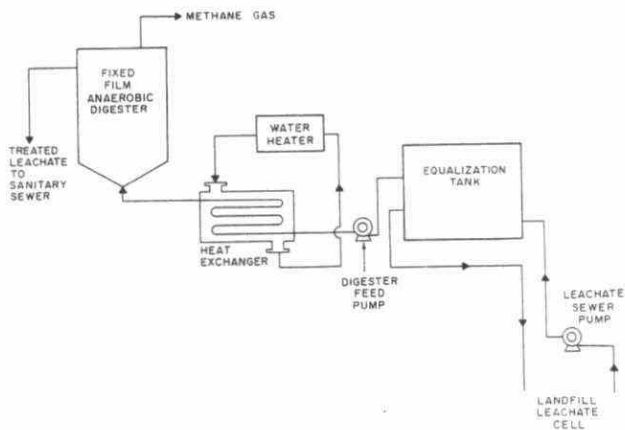 METHANE GAS
FIXED
FILM
ANAEROBIC
DIGESTER
TREATED
LEACHATE
TO
SANITARY
SEWER
WATER
HEATER
HEAT
EXCHANGER
DIGESTER
FEED
PUMP
EQUALIZATION
TANK
LEACHATE
SEWER
PUMP
LANDFILL
LEACHATE
CELL